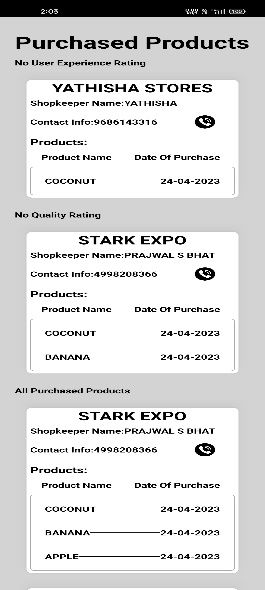 2:05
Purchased Products
No User Experience Rating
YATHISHA STORES
Shopkeeper Name:YATHISHA
Contact Info:9686143316
Products:
Product Name Date Of Purchase
COCONUT 24-04-2023
No Quality Rating
STARK EXPO
Shopkeeper Name:PRAJWAL S BHAT
Contact Info:4998208366
Products:
Product Name Date Of Purchase
COCONUT 24-04-2023
BANANA 24-04-2023
All Purchased Products
STARK EXPO
Shopkeeper Name:PRAJWAL S BHAT
Contact Info:4998208366
Products:
Product Name Date Of Purchase
COCONUT 24-04-2023
BANANA 24-04-2023
APPLE 24-04-2023